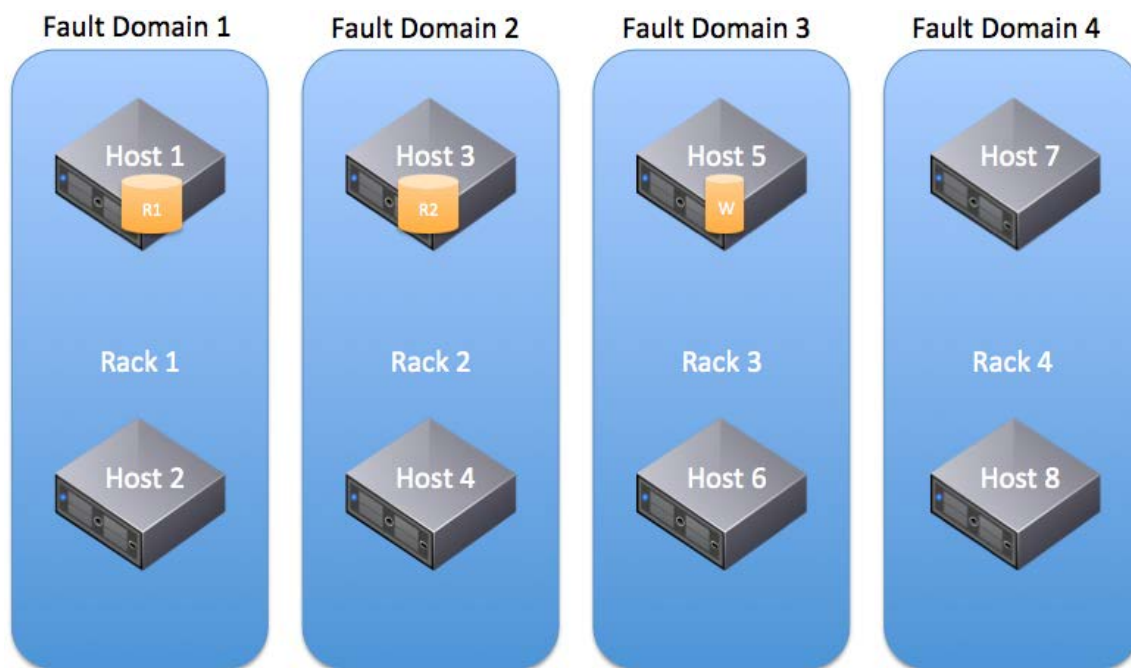 Fault Domain 1
Fault Domain 2
Fault Domain 3
Fault Domain 4
Host 1
Host 3
Host 5
Host 7
R1
R2
W
Rack 1
Rack 2
Rack 3
Rack 4
Host 2
Host 4
Host 6
Host 8